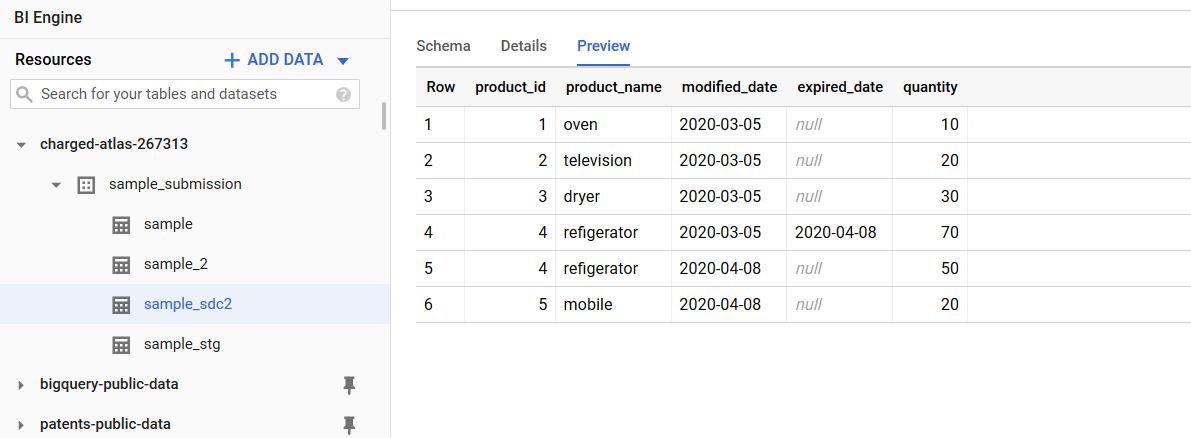 BI Engine
Resources
ADD DATA
Search for your tables and datasets
?
charged-atlas-267313
sample_submission
sample
sample_2
sample_sdc2
sample_stg
bigquery-public-data
patents-public-data
Schema Details Preview
Row product_id product_name modified_date expired_date quantity
1 1 oven 2020-03-05 null 10
2 2 television 2020-03-05 null 20
3 3 dryer 2020-03-05 null 30
4 4 refigerator 2020-03-05 2020-04-08 70
5 4 refigerator 2020-04-08 null 50
6 5 mobile 2020-04-08 null 20